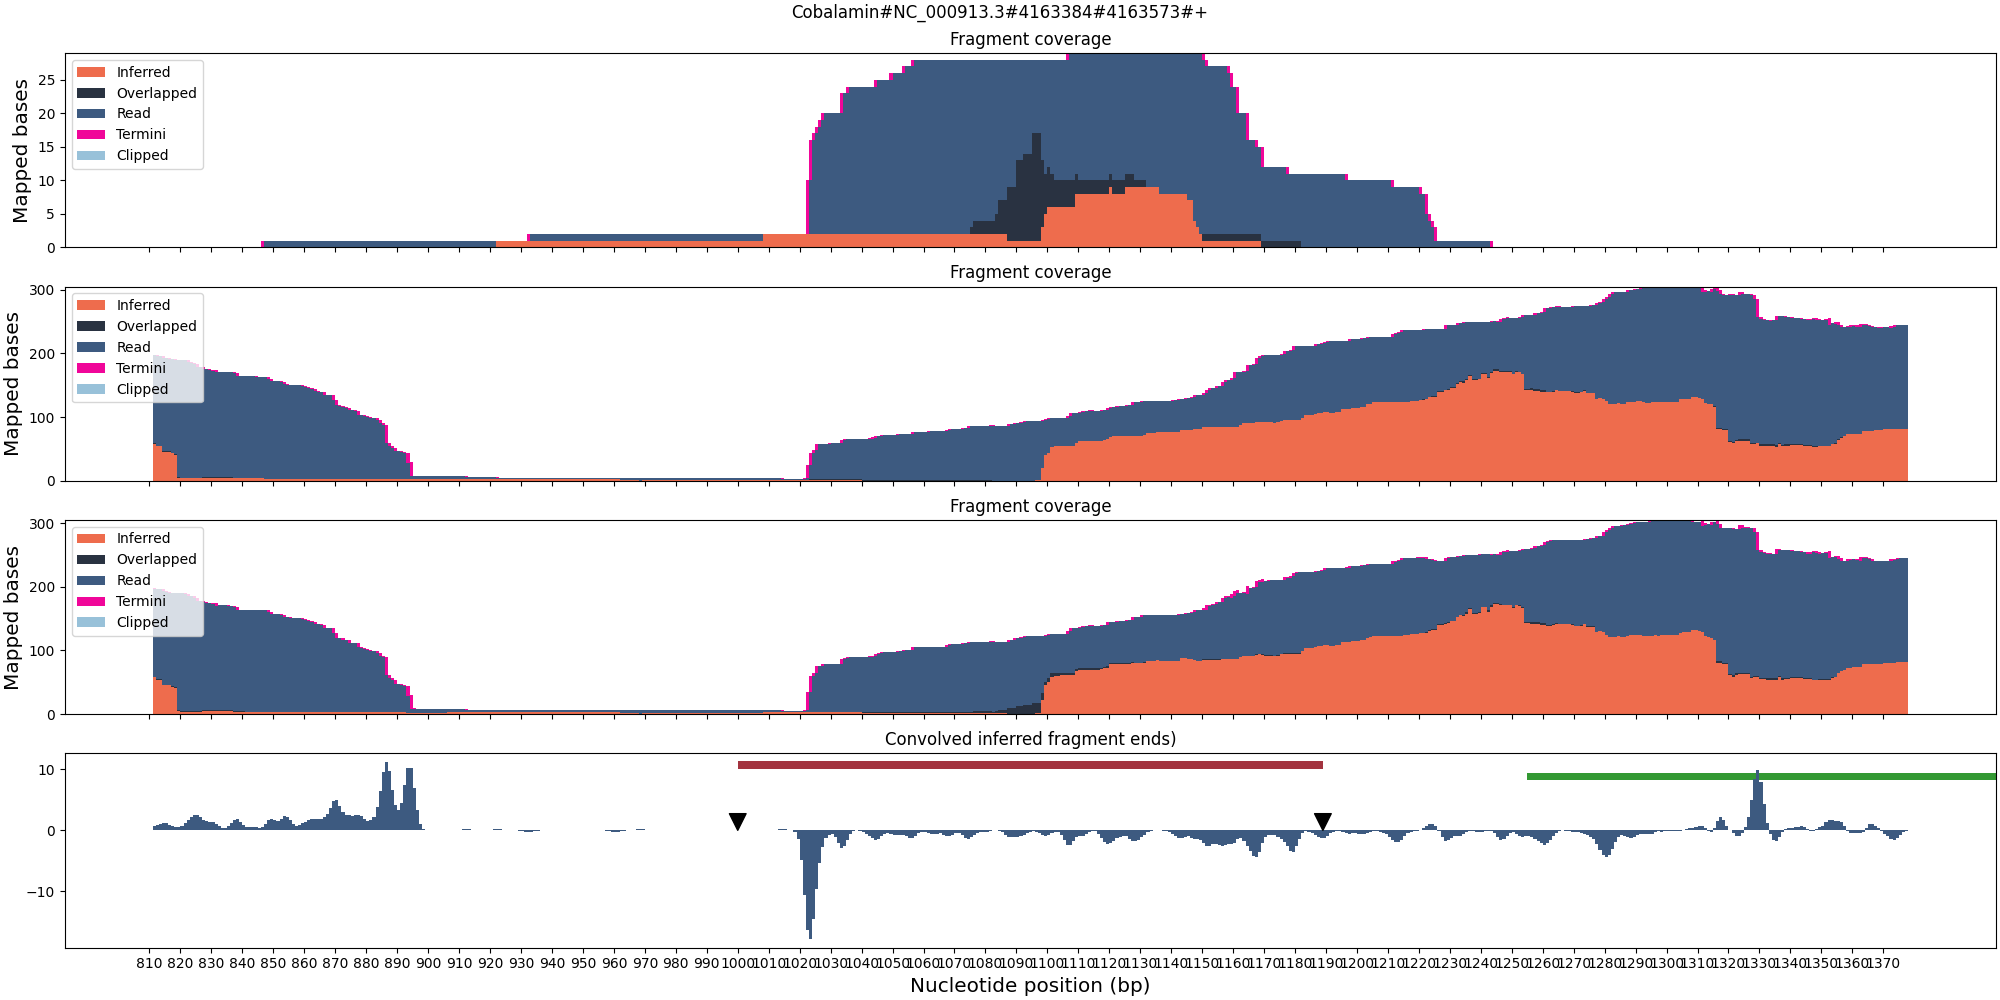 Cobalamin#NC_000913.3#4163384#4163573#+
Fragment coverage
Mapped bases
25
20
15
10
5
0
Inferred
Overlapped
Read
Termini
Clipped
Fragment coverage
Mapped bases
300
200
100
0
Inferred
Overlapped
Read
Termini
Clipped
Fragment coverage
Mapped bases
300
200
100
0
Inferred
Overlapped
Read
Termini
Clipped
Convolved inferred fragment ends)
10
0
−10
810 820 830 840 850 860 870 880 890 900 910 920 930 940 950 960 970 980 990 1000 1010 1020 1030 1040 1050 1060 1070 1080 1090 1100 1110 1120 1130 1140 1150 1160 1170 1180 1190 1200 1210 1220 1230 1240 1250 1260 1270 1280 1290 1300 1310 1320 1330 1340 1350 1360 1370
Nucleotide position (bp)